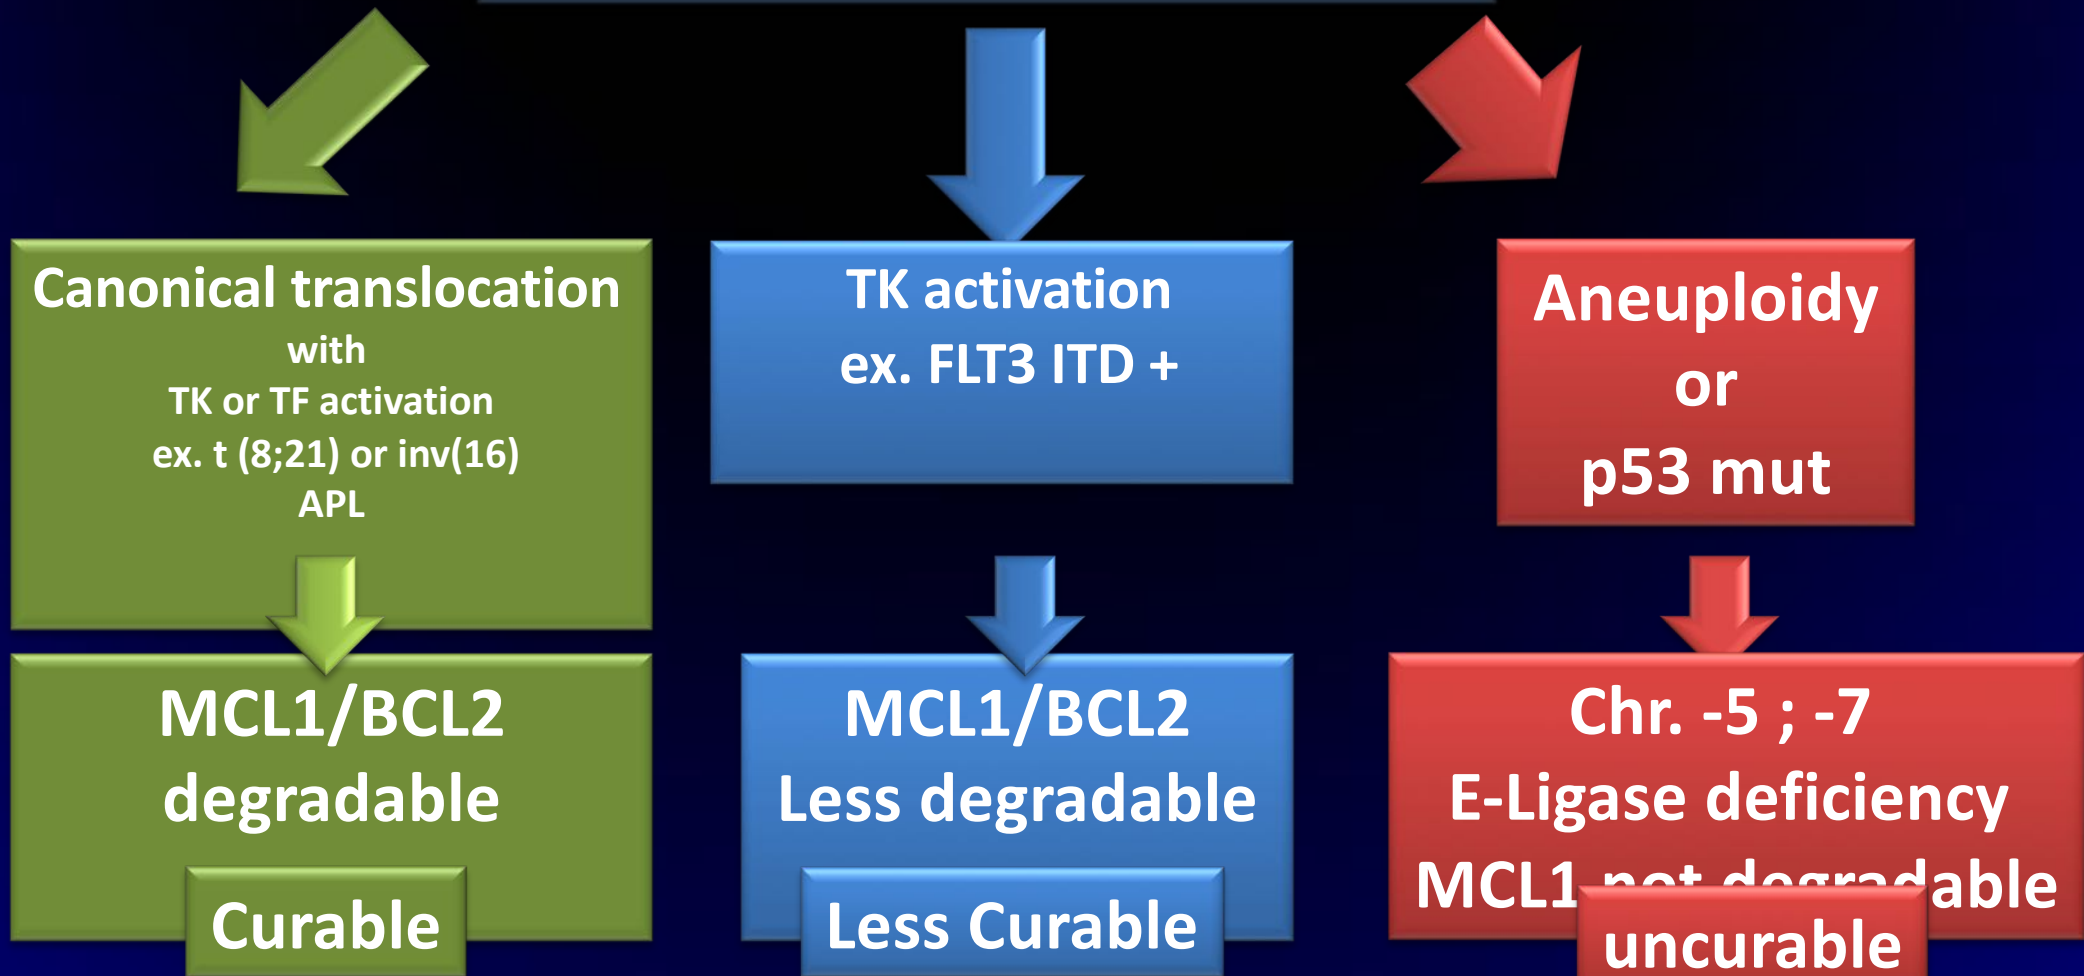 Canonical translocation
with
TK or TF activation
ex. t (8;21) or inv(16)
APL
MCL1/BCL2
degradable
Curable
TK activation
ex. FLT3 ITD +
MCL1/BCL2
Less degradable
Less Curable
Aneuploidy
or
p53 mut
Chr. -5 ; -7
E-Ligase deficiency
MCL1 not degradable
uncurable